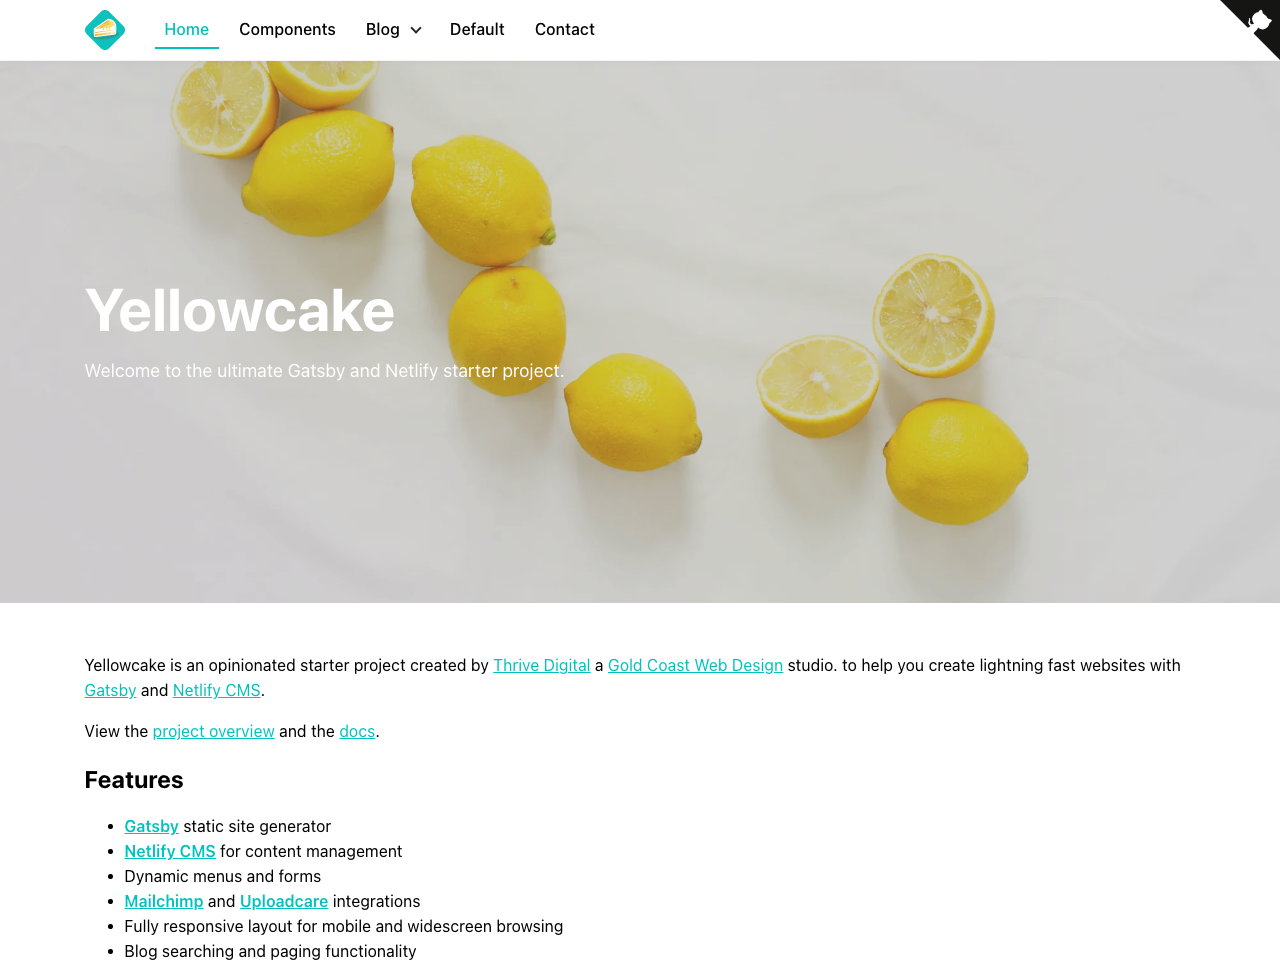 Home Components Blog Default Contact
Yellowcake
Welcome to the ultimate Gatsby and Netlify starter project.
Yellowcake is an opinionated starter project created by Thrive Digital a Gold Coast Web Design studio. to help you create lightning fast websites with
Gatsby and Netlify CMS.
View the project overview and the docs.
Features
Gatsby static site generator
Netlify CMS for content management
Dynamic menus and forms
Mailchimp and Uploadcare integrations
Fully responsive layout for mobile and widescreen browsing
Blog searching and paging functionality